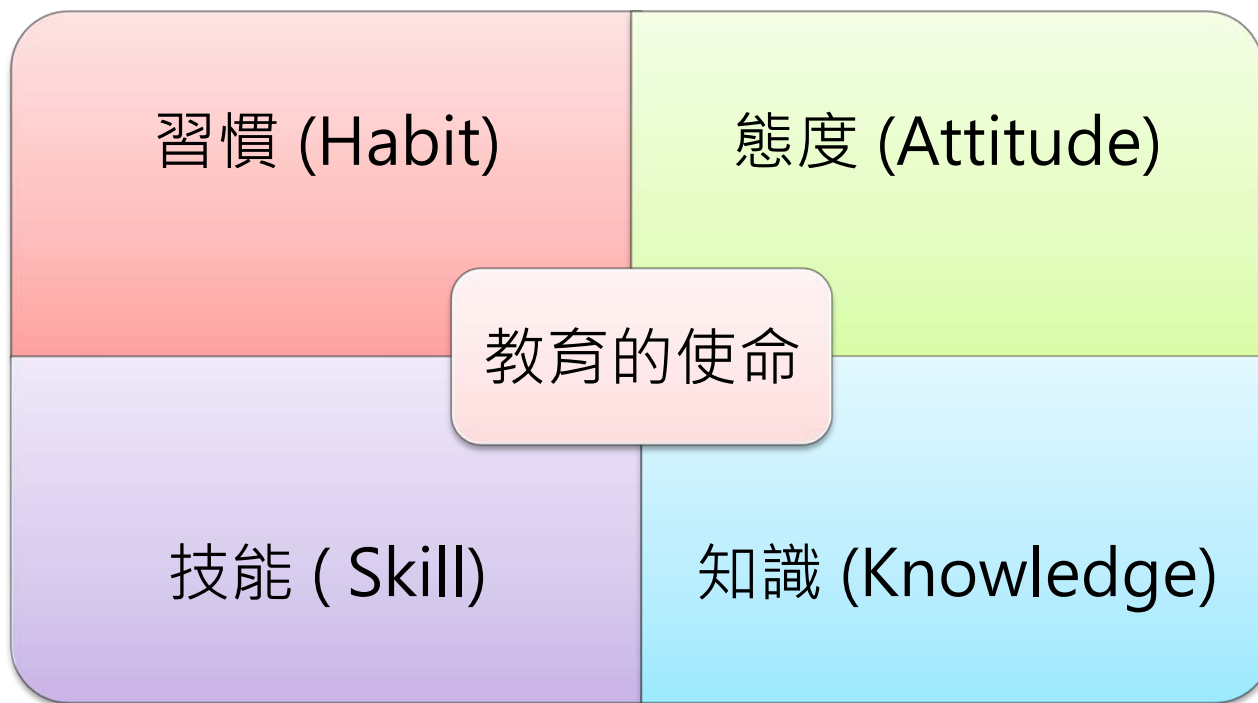 習慣 (Habit)
態度 (Attitude)
教育的使命
技能 ( Skill)
知識 (Knowledge)